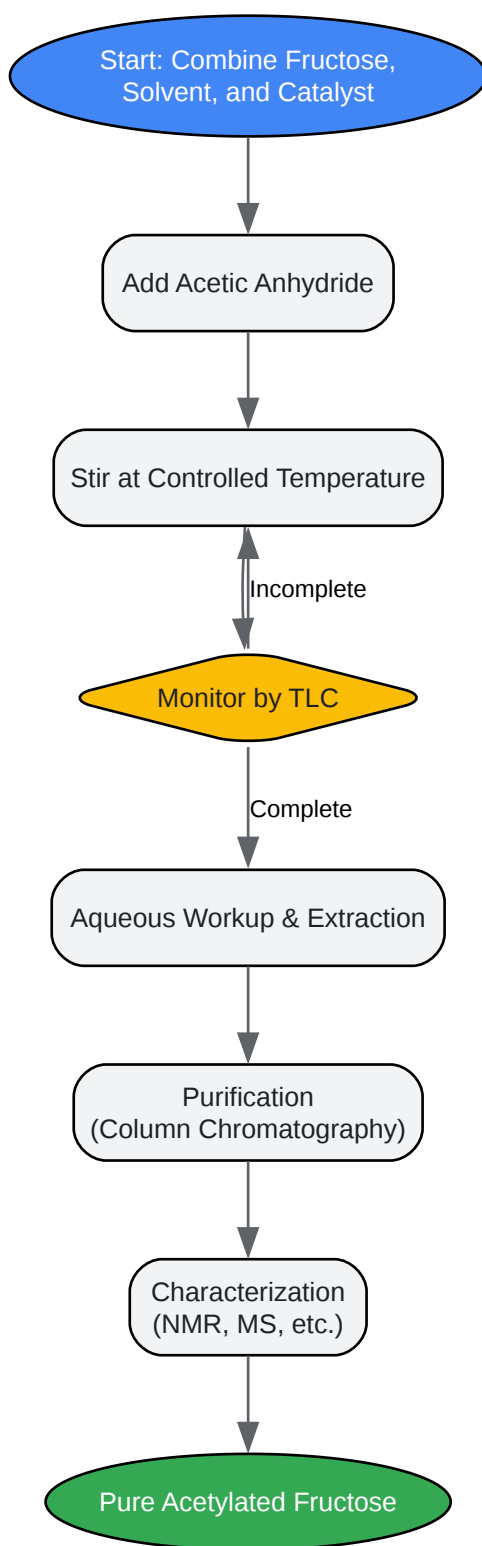 Start: Combine Fructose,
Solvent, and Catalyst
Add Acetic Anhydride
Stir at Controlled Temperature
Incomplete
Monitor by TLC
Complete
Aqueous Workup & Extraction
Purification
(Column Chromatography)
Characterization
(NMR, MS, etc.)
Pure Acetylated Fructose